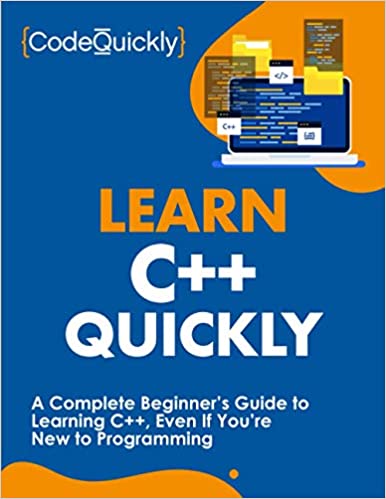 {CodeQuickly}
</>
C++
LEARN
C++
QUICKLY
A Complete Beginner's Guide to
Learning C++, Even If You're
New to Programming